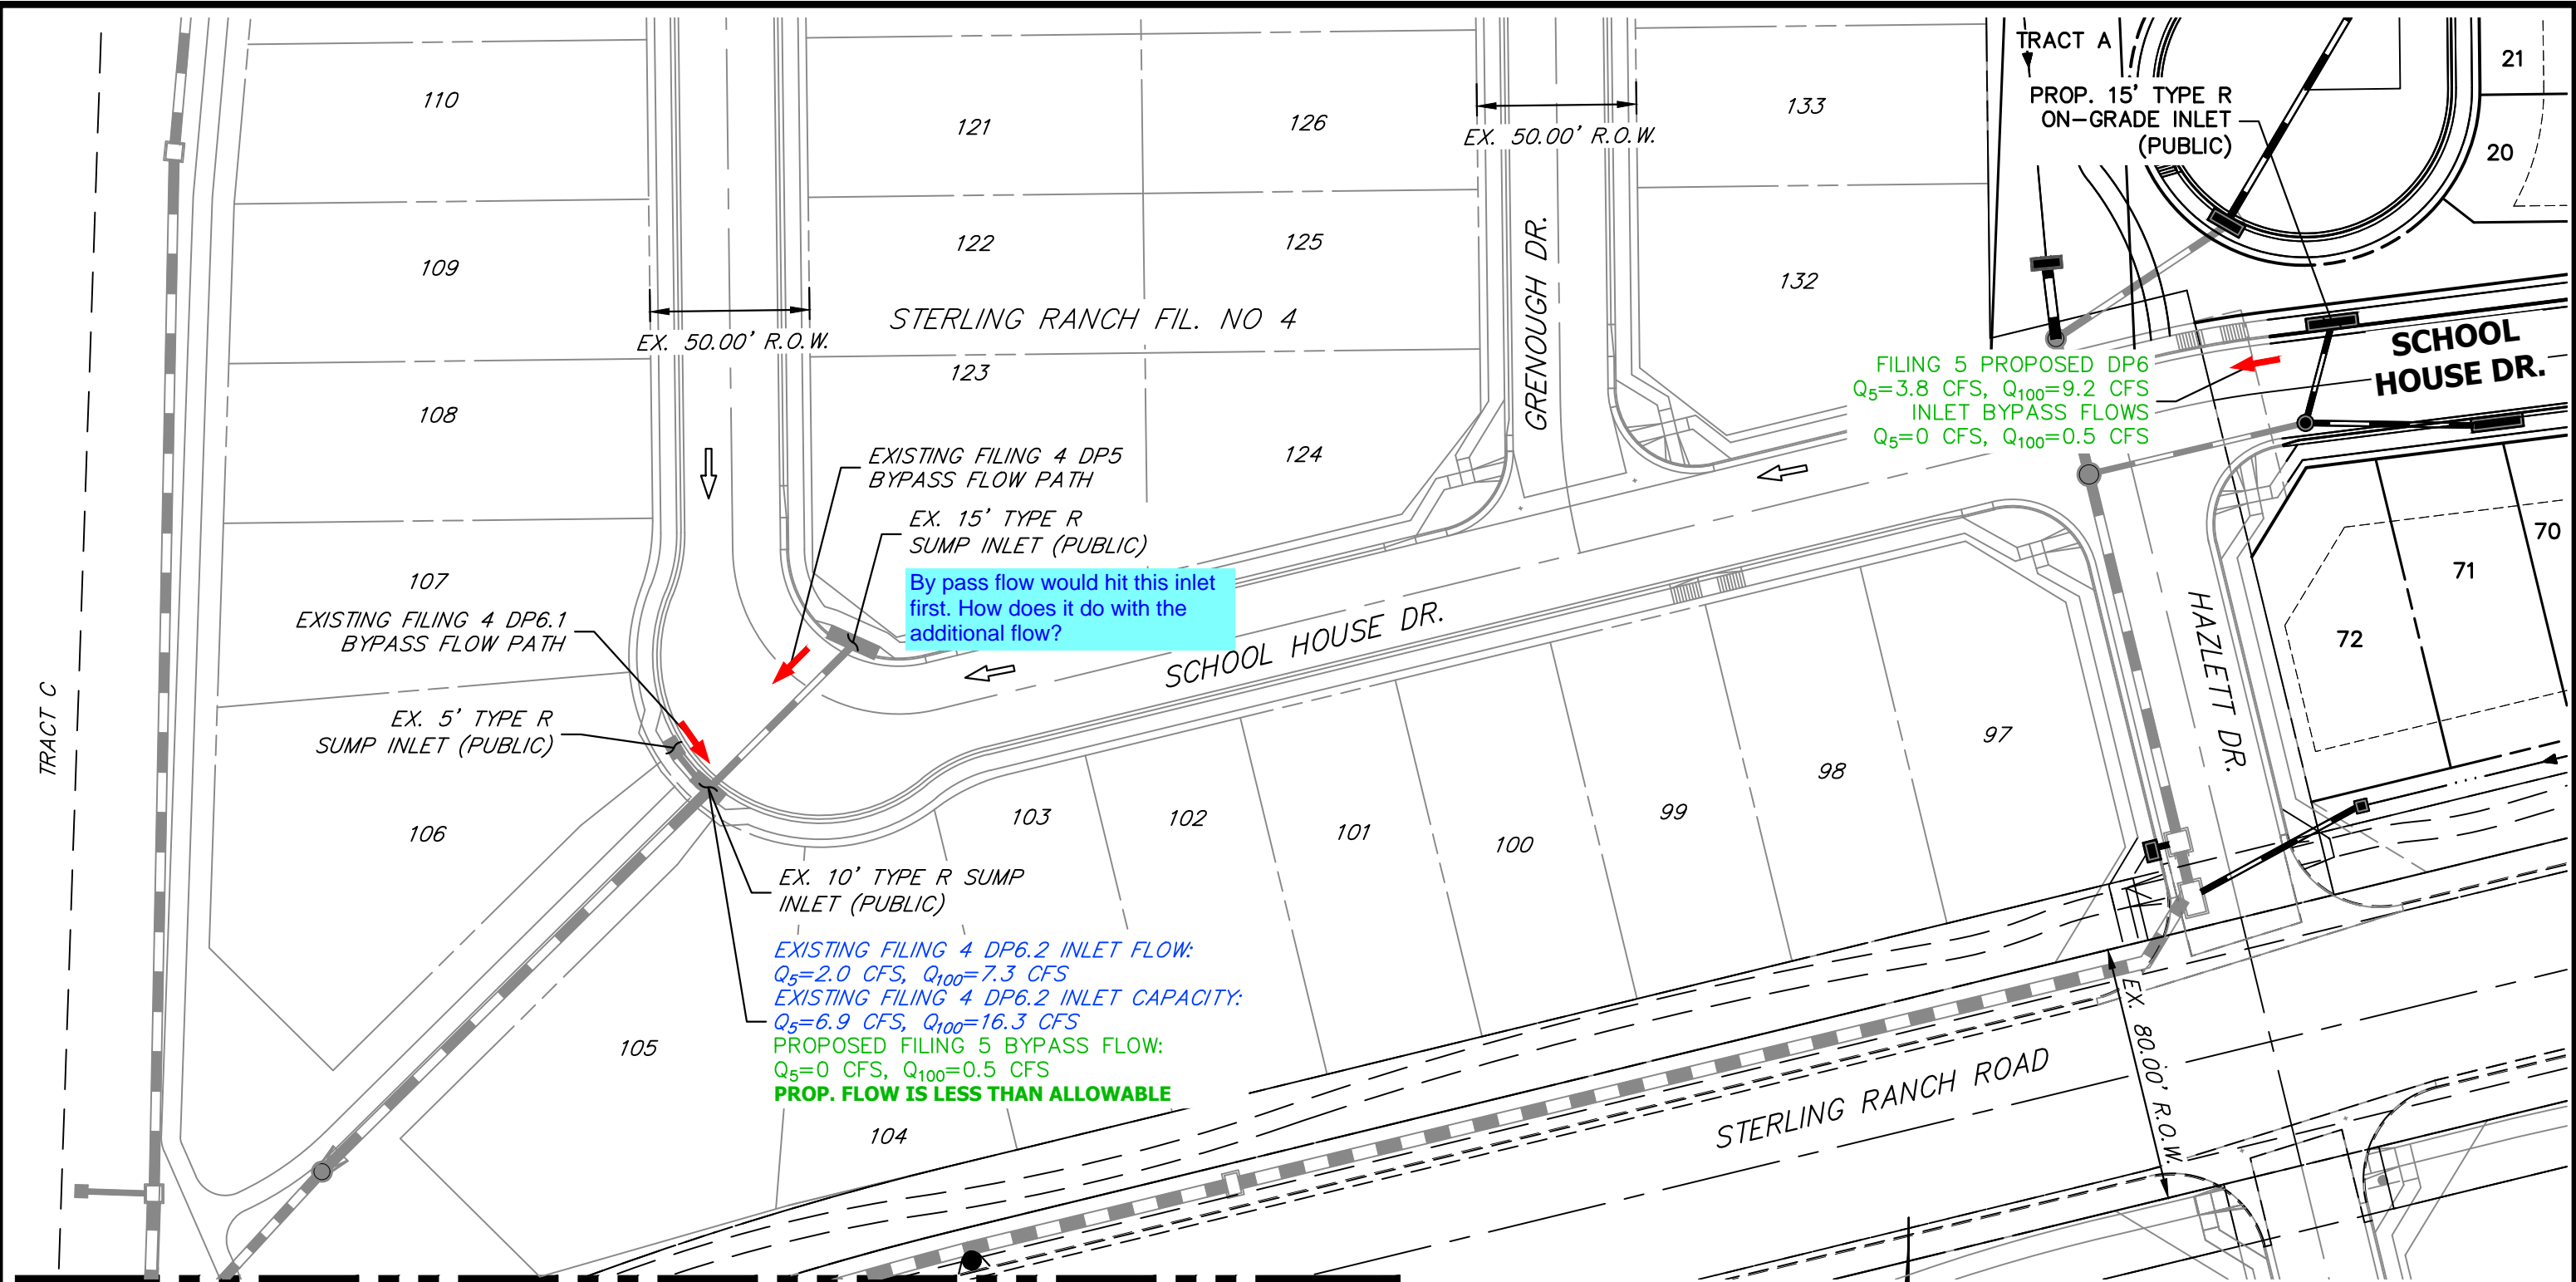 TRACT A
PROP. 15' TYPE R
ON-GRADE INLET
(PUBLIC)
21
20
110
121
126
EX. 50.00' R.O.W.
133
109
122
125
132
GRENOUGH DR.
EX. 50.00' R.O.W.
STERLING RANCH FIL. NO 4
SCHOOL
HOUSE DR.
FILING 5 PROPOSED DP6
Q5=3.8 CFS, Q100=9.2 CFS
INLET BYPASS FLOWS
Q5=0 CFS, Q100=0.5 CFS
108
123
124
EXISTING FILING 4 DP5
BYPASS FLOW PATH
EX. 15' TYPE R
SUMP INLET (PUBLIC)
By pass flow would hit this inlet
first. How does it do with the
additional flow?
107
EXISTING FILING 4 DP6.1
BYPASS FLOW PATH
SCHOOL HOUSE DR.
HAZLETT DR.
70
71
72
TRACT C
EX. 5' TYPE R
SUMP INLET (PUBLIC)
106
103
102
101
100
99
98
97
EX. 10' TYPE R SUMP
INLET (PUBLIC)
EXISTING FILING 4 DP6.2 INLET FLOW:
Q5=2.0 CFS, Q100=7.3 CFS
EXISTING FILING 4 DP6.2 INLET CAPACITY:
Q5=6.9 CFS, Q100=16.3 CFS
PROPOSED FILING 5 BYPASS FLOW:
Q5=0 CFS, Q100=0.5 CFS
PROP. FLOW IS LESS THAN ALLOWABLE
105
104
STERLING RANCH ROAD
EX. 80.00' R.O.W.